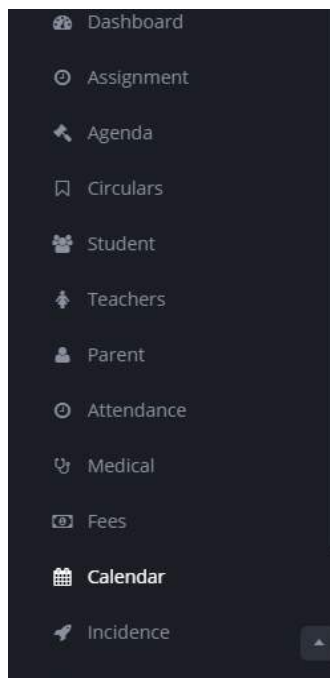 Dashboard
Assignment
Agenda
Circulars
Student
Teachers
Parent
Attendance
Medical
Fees
Calendar
Incidence